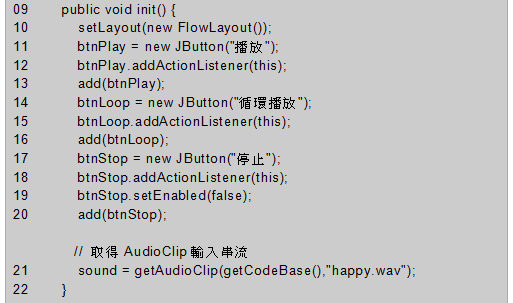 09 public void init() {
10 setLayout(new FlowLayout());
11 btnPlay = new JButton("播放");
12 btnPlay.addActionListener(this);
13 add(btnPlay);
14 btnLoop = new JButton("循環播放");
15 btnLoop.addActionListener(this);
16 add(btnLoop);
17 btnStop = new JButton("停止");
18 btnStop.addActionListener(this);
19 btnStop.setEnabled(false);
20 add(btnStop);
// 取得 AudioClip 輸入串流
21 sound = getAudioClip(getCodeBase(),"happy.wav");
22 }